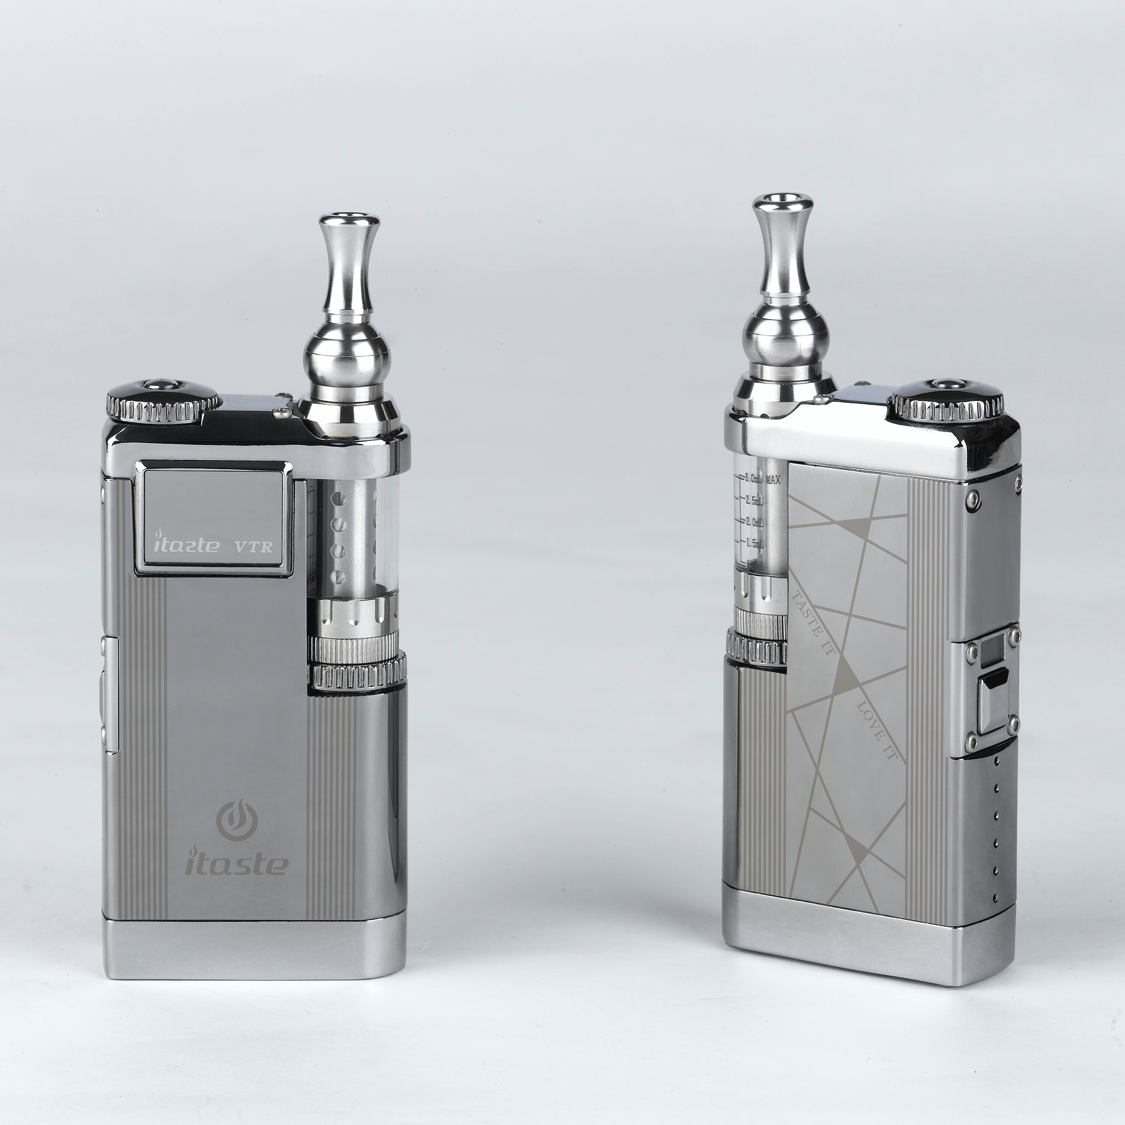 itaste VTR
itaste
3.0mL MAX
2.5mL
2.0mL
1.5mL
TASTE IT
LOVE IT